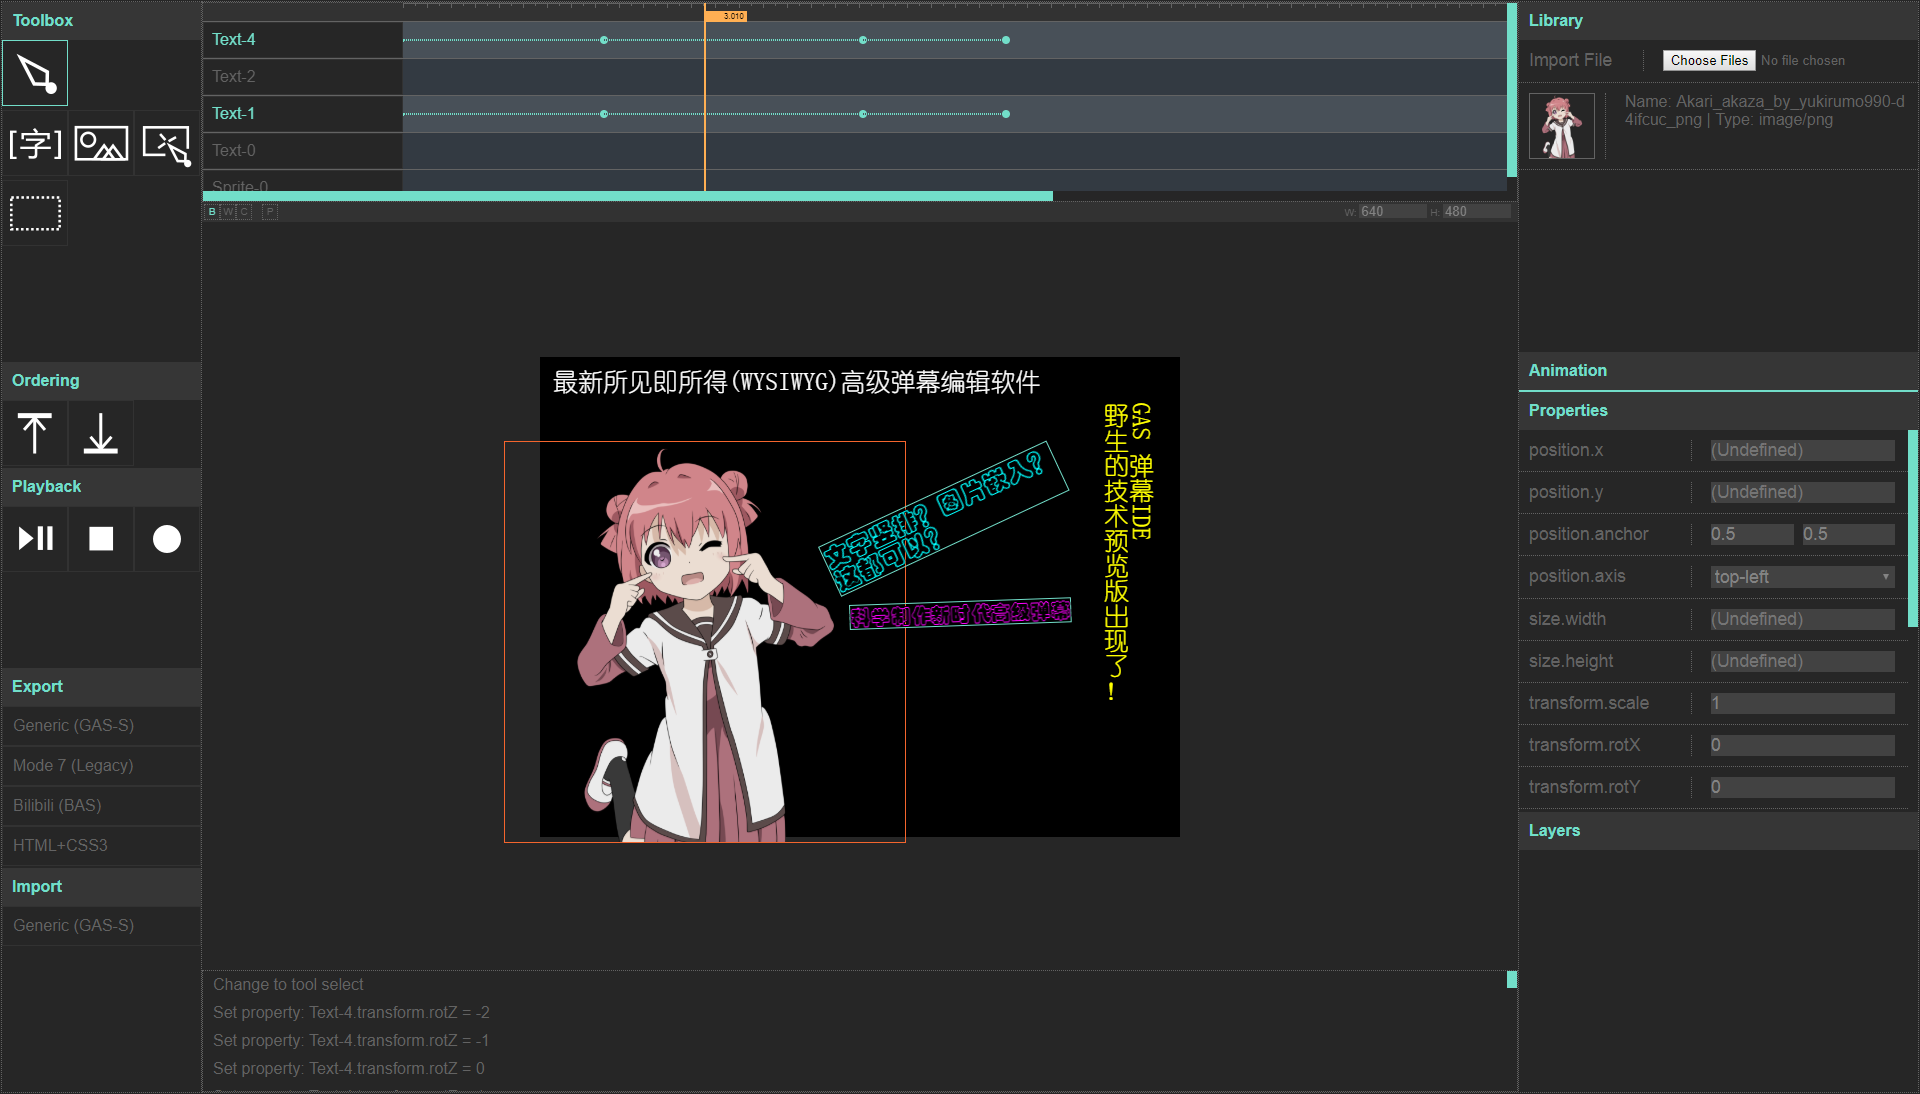 Toolbox
[字]
Ordering
Playback
Export
Generic (GAS-S)
Mode 7 (Legacy)
Bilibili (BAS)
HTML+CSS3
Import
Generic (GAS-S)
3.010
Text-4
Text-2
Text-1
Text-0
Sprite-0
B W C P
W: 640 H: 480
最新所见即所得(WYSIWYG)高级弹幕编辑软件
GAS 弹幕IDE
野生的技术预览版出现了！
文字竖排？图片嵌入？
这都可以？
科学制作新时代高级弹幕
Change to tool select
Set property: Text-4.transform.rotZ = -2
Set property: Text-4.transform.rotZ = -1
Set property: Text-4.transform.rotZ = 0
Library
Import File Choose Files No file chosen
Name: Akari_akaza_by_yukirumo990-d
4ifcuc_png | Type: image/png
Animation
Properties
position.x (Undefined)
position.y (Undefined)
position.anchor 0.5 0.5
position.axis top-left
size.width (Undefined)
size.height (Undefined)
transform.scale 1
transform.rotX 0
transform.rotY 0
Layers